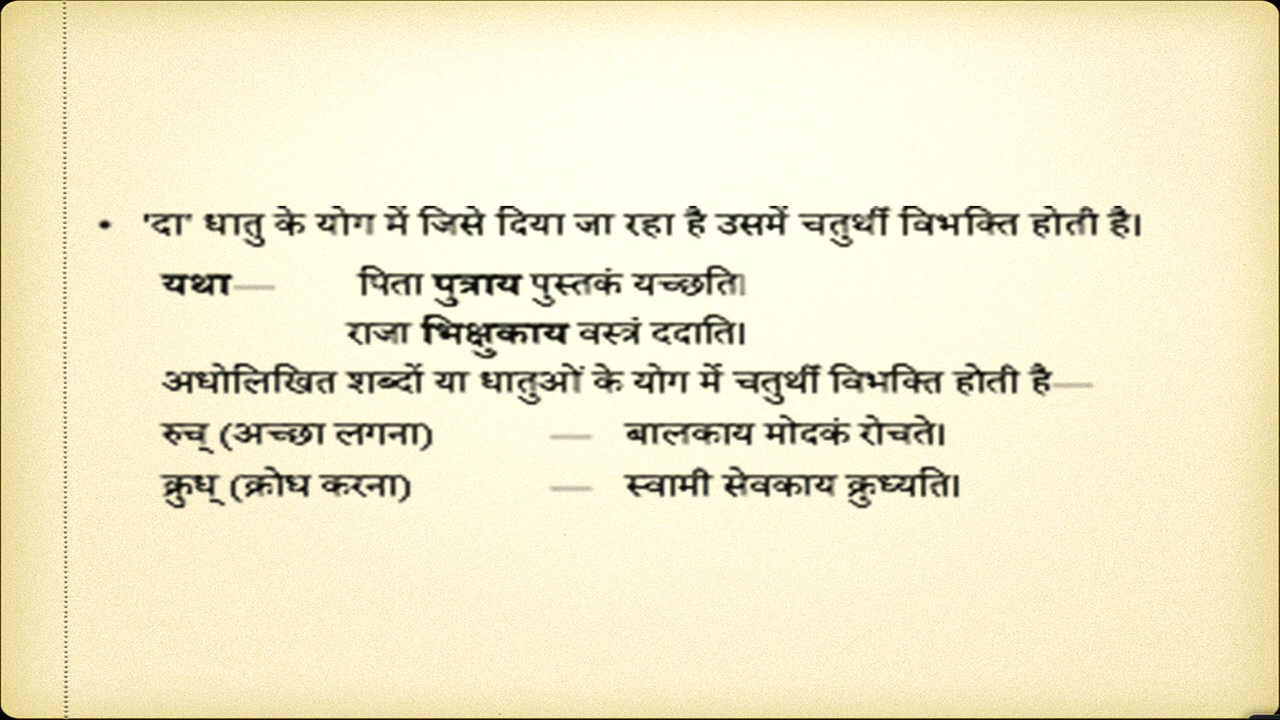 • 'दा' धातु के योग में जिसे दिया जा रहा है उसमें चतुर्थी विभक्ति होती है।
यथा— पिता पुत्राय पुस्तकं यच्छति।
राजा भिक्षुकाय वस्त्रं ददाति।
अधोलिखित शब्दों या धातुओं के योग में चतुर्थी विभक्ति होती है—
रुच् (अच्छा लगना) — बालकाय मोदकं रोचते।
क्रुध् (क्रोध करना) — स्वामी सेवकाय क्रुध्यति।